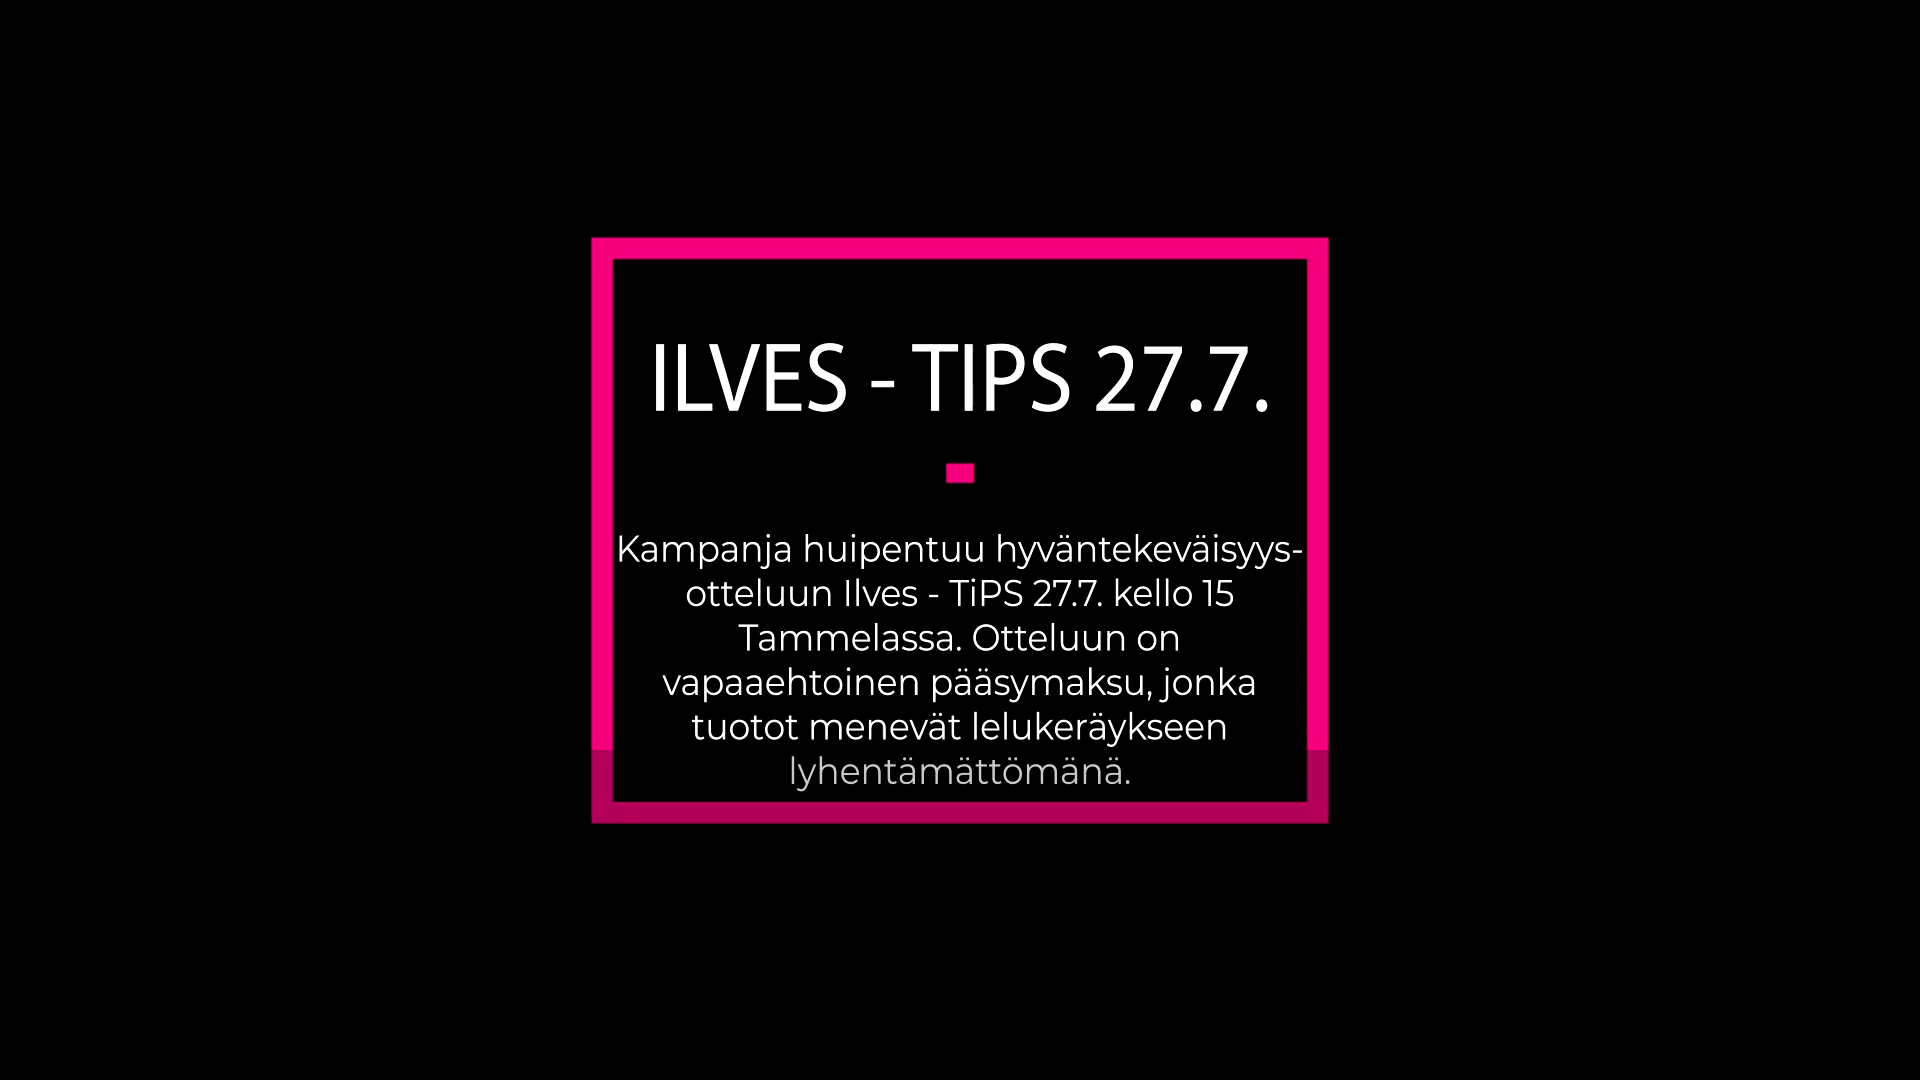 ILVES - TIPS 27.7.
Kampanja huipentuu hyväntekeväisyys-
otteluun Ilves - TiPS 27.7. kello 15
Tammelassa. Otteluun on
vapaaehtoinen pääsymaksu, jonka
tuotot menevät lelukeräykseen
lyhentämättömänä.